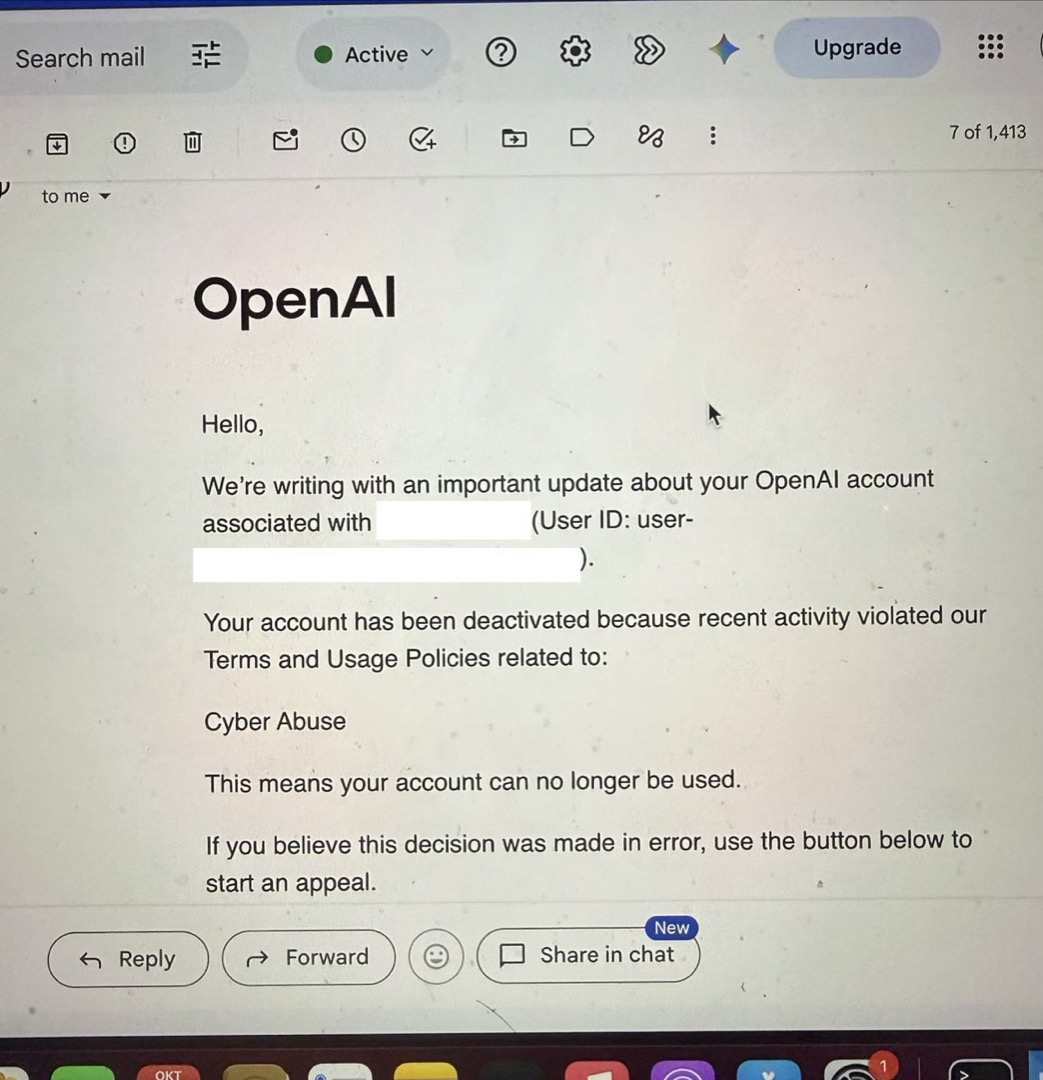 Search mail
Active
Upgrade
7 of 1,413
to me
OpenAI
Hello,
We're writing with an important update about your OpenAI account
associated with (User ID: user-
).
Your account has been deactivated because recent activity violated our
Terms and Usage Policies related to:
Cyber Abuse
This means your account can no longer be used.
If you believe this decision was made in error, use the button below to
start an appeal.
New
Reply
Forward
Share in chat
OKT
1